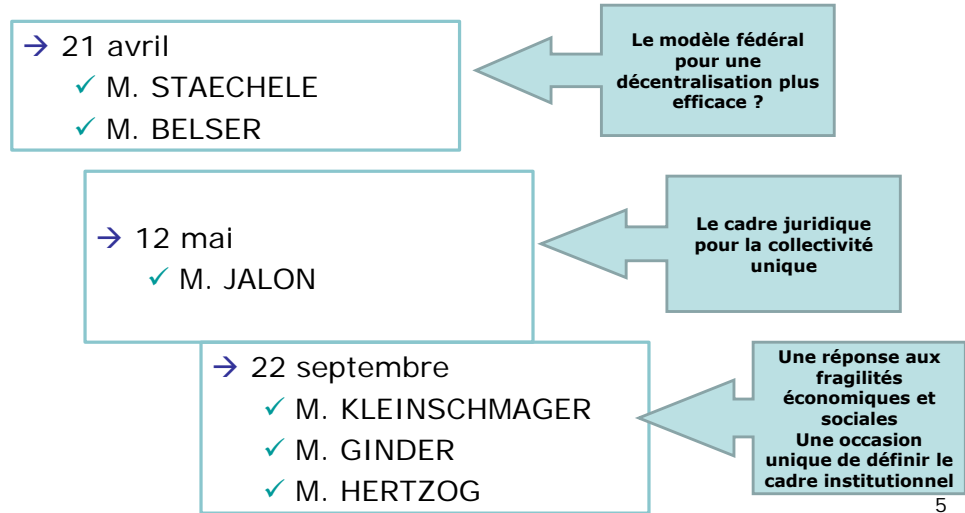 → 21 avril
✓ M. STAECHELE
✓ M. BELSER
Le modèle fédéral
pour une
décentralisation plus
efficace ?
→ 12 mai
✓ M. JALON
Le cadre juridique
pour la collectivité
unique
→ 22 septembre
✓ M. KLEINSCHMAGER
✓ M. GINDER
✓ M. HERTZOG
Une réponse aux
fragilités
économiques et
sociales
Une occasion
unique de définir le
cadre institutionnel
5